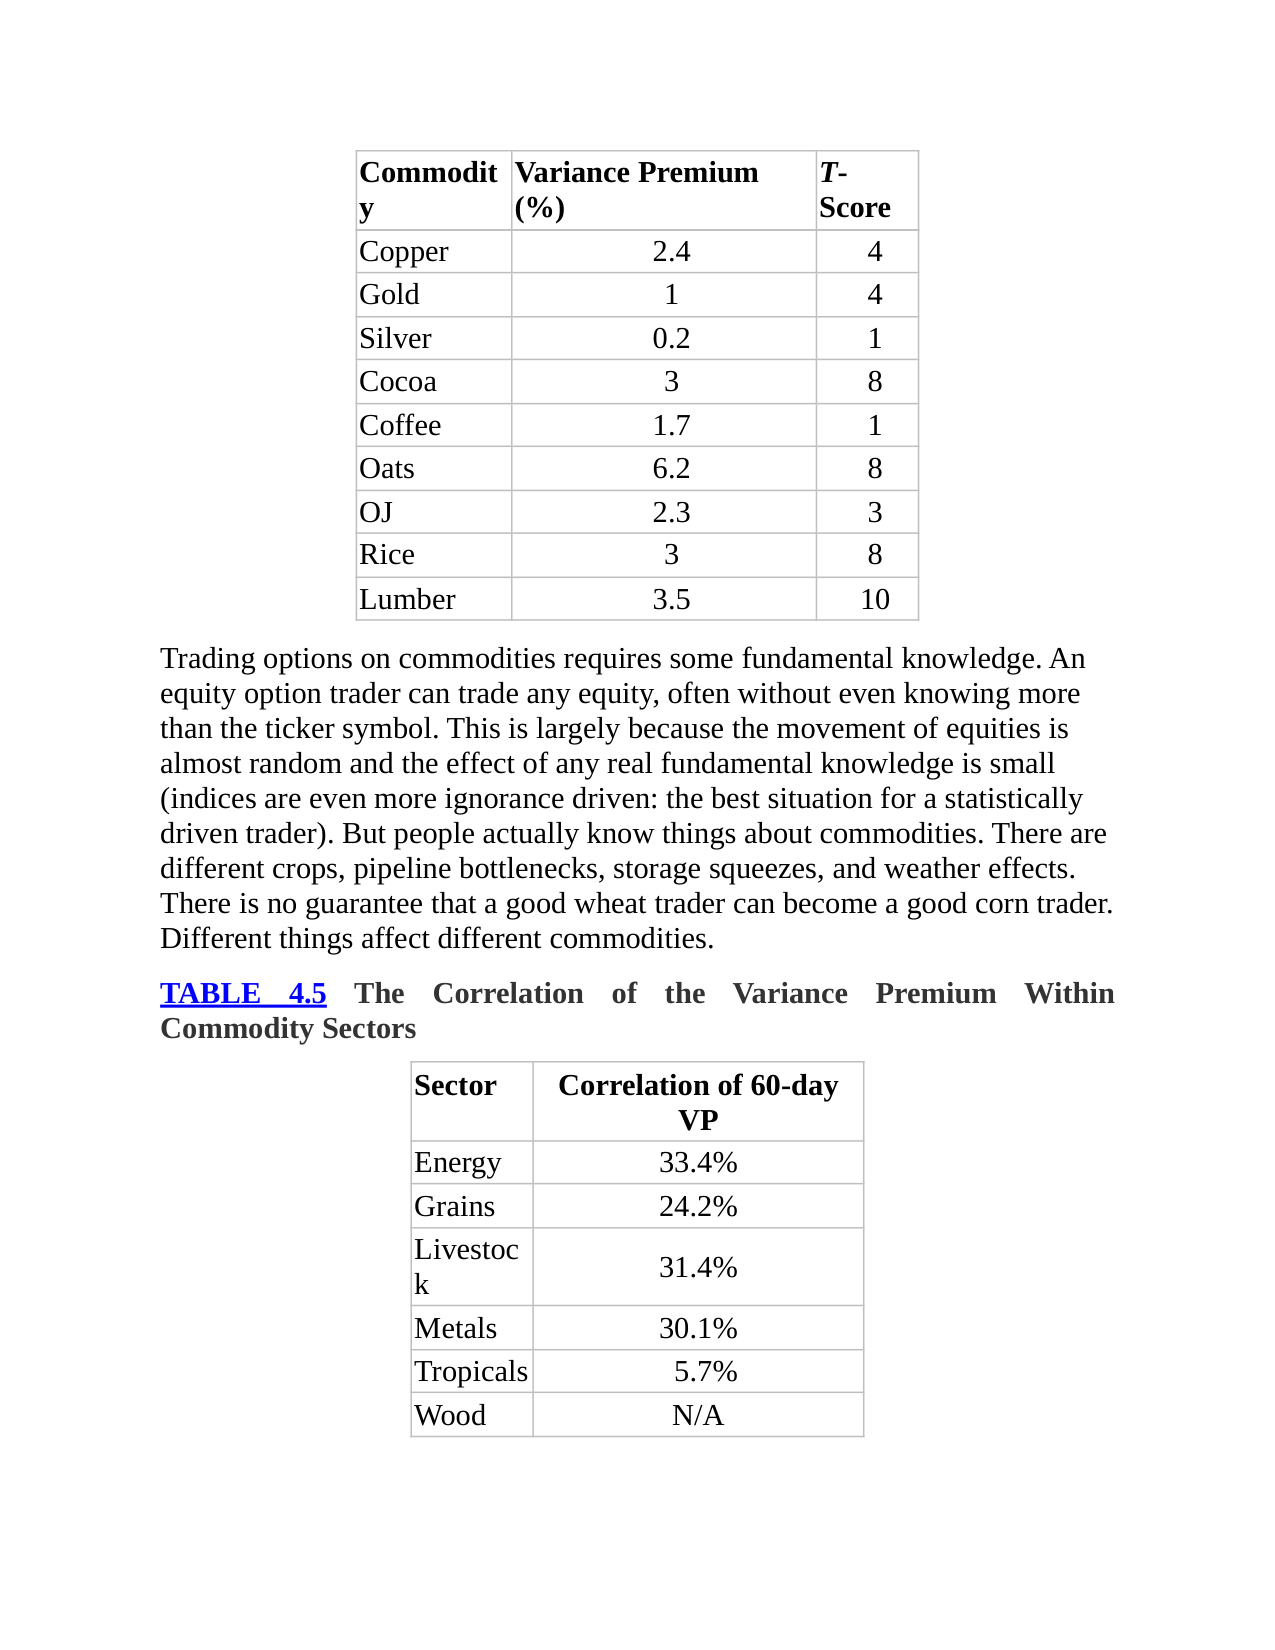 Commodit Variance Premium T-
y (%) Score
Copper 2.4 4
Gold 1 4
Silver 0.2 1
Cocoa 3 8
Coffee 1.7 1
Oats 6.2 8
OJ 2.3 3
Rice 3 8
Lumber 3.5 10
Trading options on commodities requires some fundamental knowledge. An
equity option trader can trade any equity, often without even knowing more
than the ticker symbol. This is largely because the movement of equities is
almost random and the effect of any real fundamental knowledge is small
(indices are even more ignorance driven: the best situation for a statistically
driven trader). But people actually know things about commodities. There are
different crops, pipeline bottlenecks, storage squeezes, and weather effects.
There is no guarantee that a good wheat trader can become a good corn trader.
Different things affect different commodities.
TABLE 4.5 The Correlation of the Variance Premium Within
Commodity Sectors
Sector Correlation of 60-day
VP
Energy 33.4%
Grains 24.2%
Livestoc
k 31.4%
Metals 30.1%
Tropicals 5.7%
Wood N/A